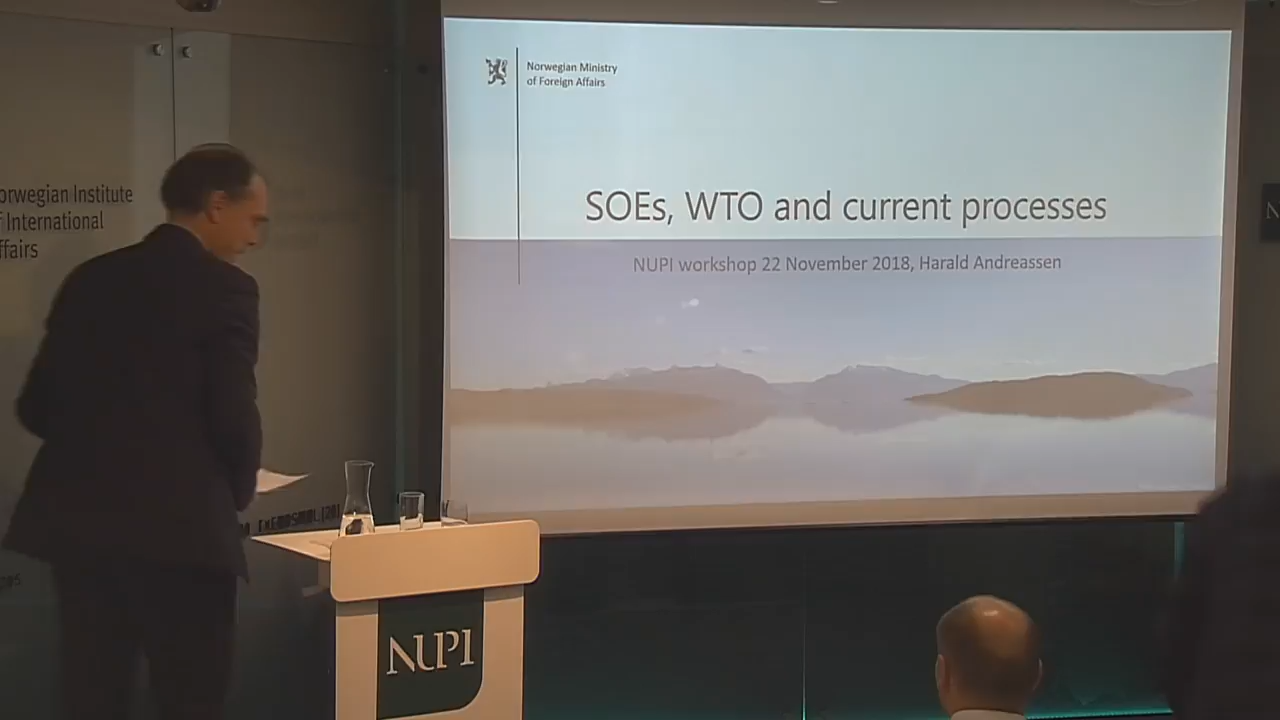 Norwegian Ministry
of Foreign Affairs
SOEs, WTO and current processes
NUPI workshop 22 November 2018, Harald Andreassen
orwegian Institute
f International
ffairs
NUPI
N